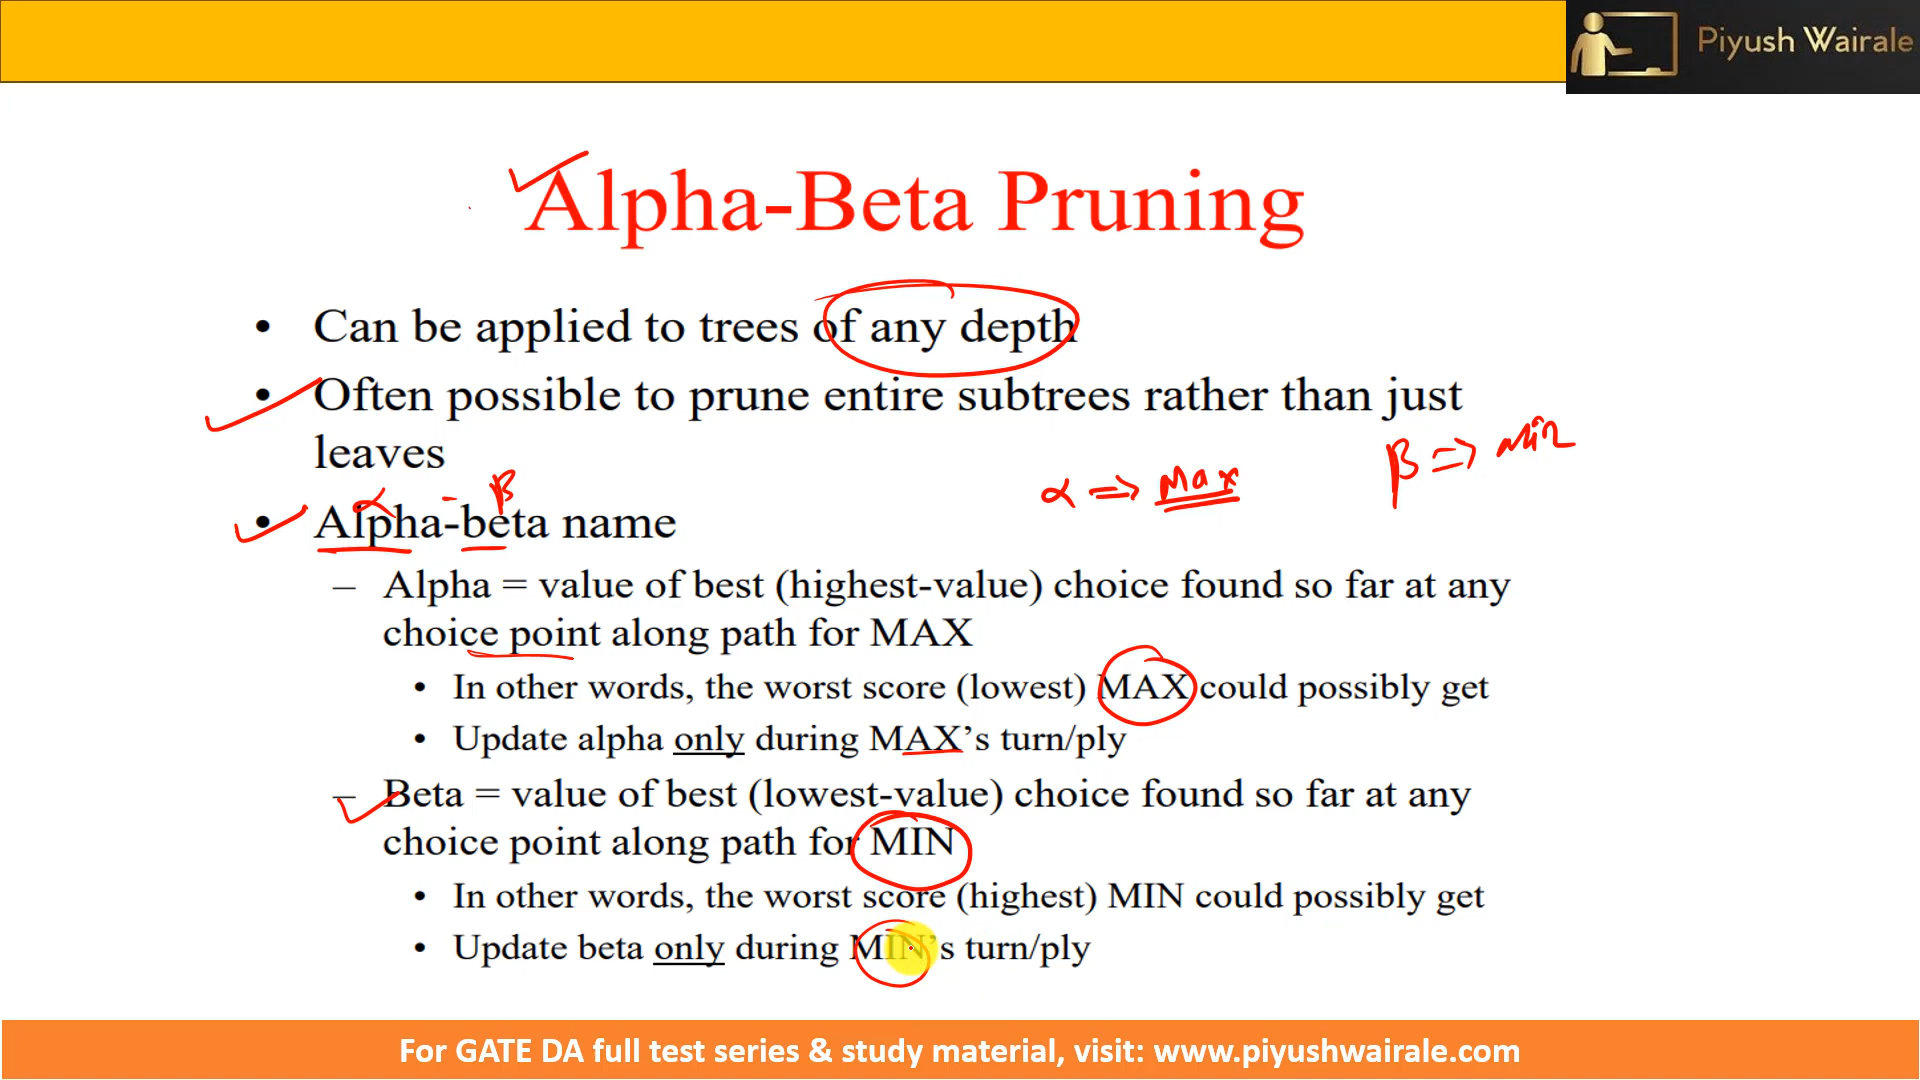 Piyush Wairale
Alpha-Beta Pruning
• Can be applied to trees of any depth
• Often possible to prune entire subtrees rather than just
leaves
β => Min
α => Max
α - β
• Alpha-beta name
– Alpha = value of best (highest-value) choice found so far at any
choice point along path for MAX
• In other words, the worst score (lowest) MAX could possibly get
• Update alpha only during MAX’s turn/ply
– Beta = value of best (lowest-value) choice found so far at any
choice point along path for MIN
• In other words, the worst score (highest) MIN could possibly get
• Update beta only during MIN’s turn/ply
For GATE DA full test series & study material, visit: www.piyushwairale.com